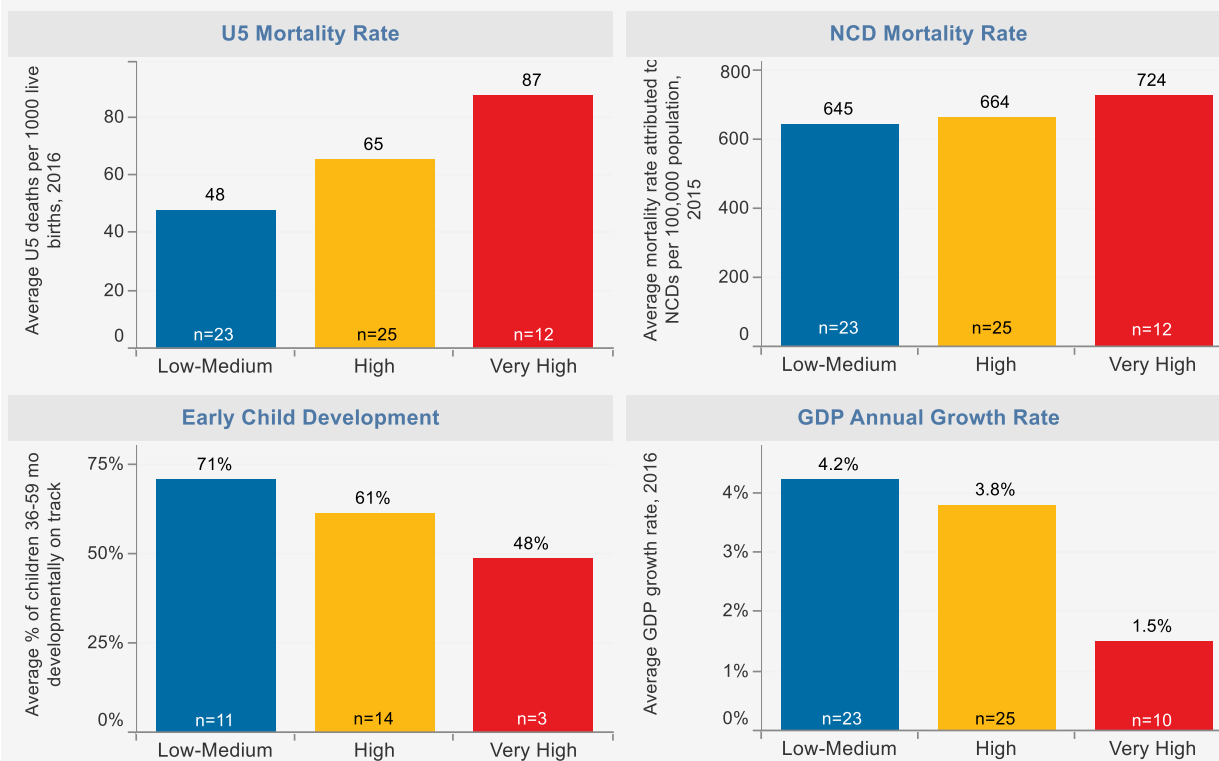 U5 Mortality Rate
Average U5 deaths per 1000 live
births, 2016
80
60
40
20
0
48
65
87
n=23
n=25
n=12
Low-Medium
High
Very High
NCD Mortality Rate
Average mortality rate attributed to
NCDs per 100,000 population,
2015
800
600
400
200
0
645
664
724
n=23
n=25
n=12
Low-Medium
High
Very High
Early Child Development
Average % of children 36-59 mo
developmentally on track
75%
50%
25%
0%
71%
61%
48%
n=11
n=14
n=3
Low-Medium
High
Very High
GDP Annual Growth Rate
Average GDP growth rate, 2016
4%
3%
2%
1%
0%
4.2%
3.8%
1.5%
n=23
n=25
n=10
Low-Medium
High
Very High